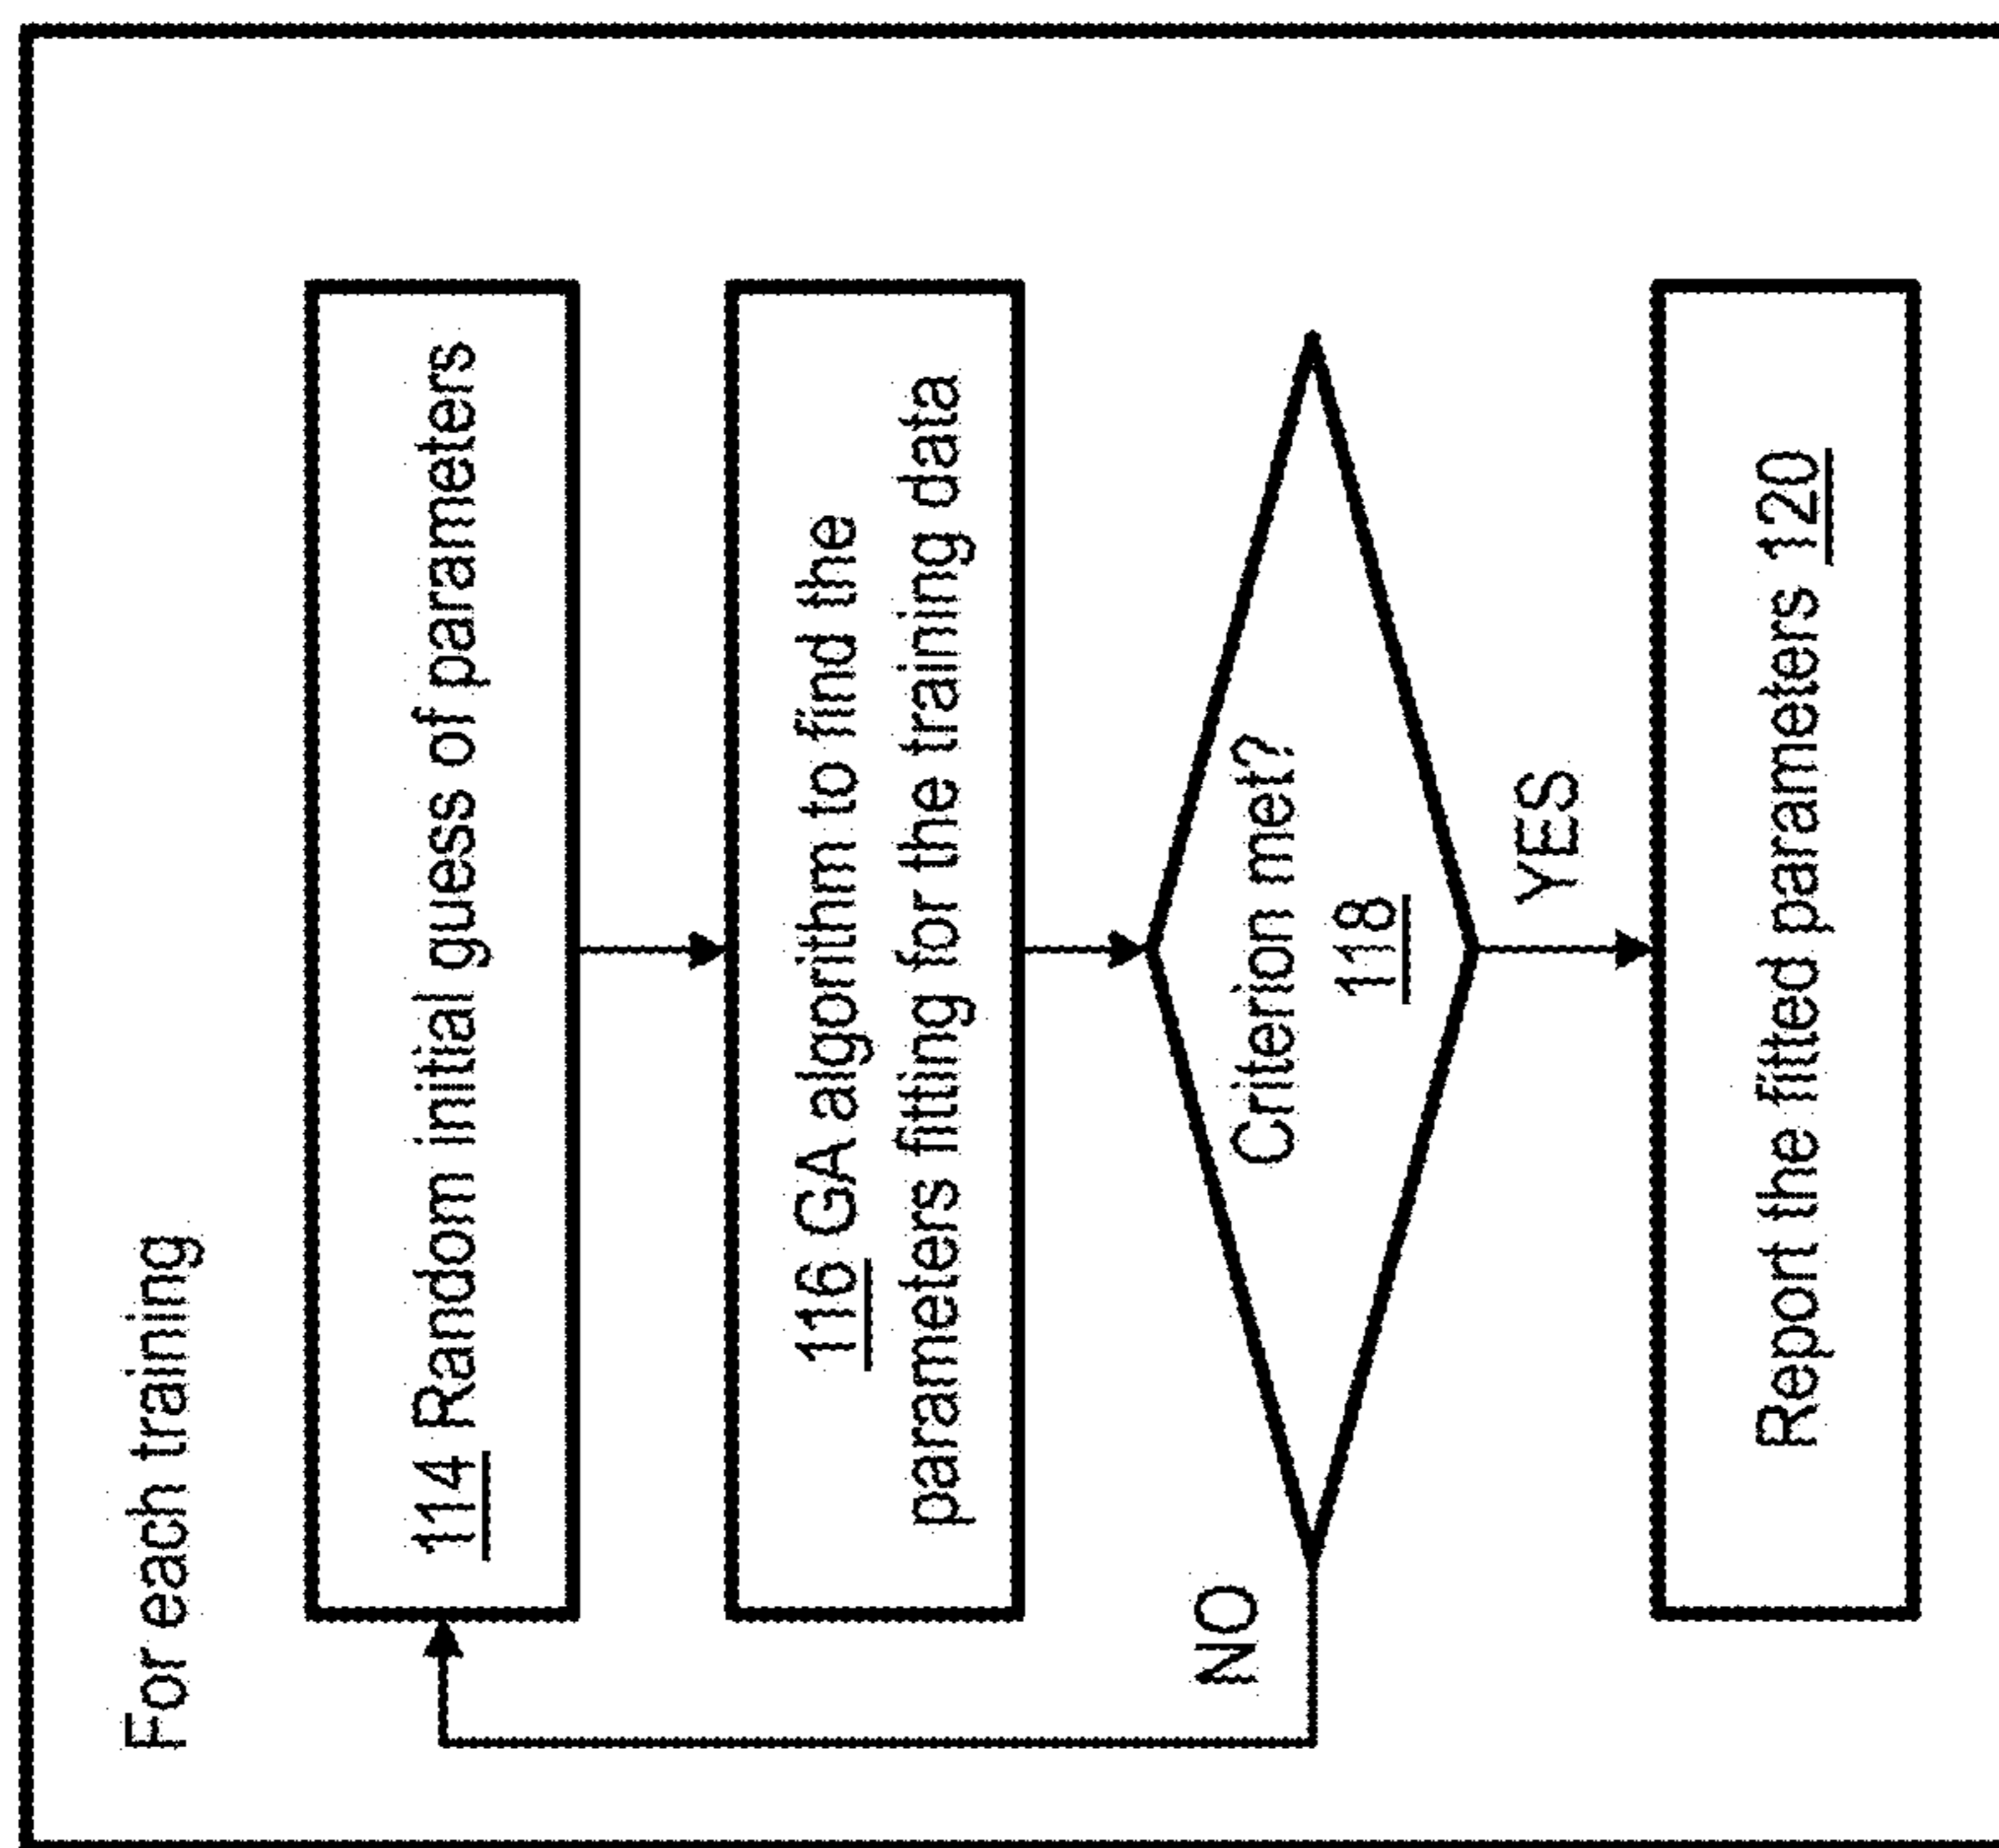 For each training
114 Random initial guess of parameters
116 GA algorithm to find the
parameters fitting for the training data
Criterion met?
118
NO
YES
Report the fitted parameters 120